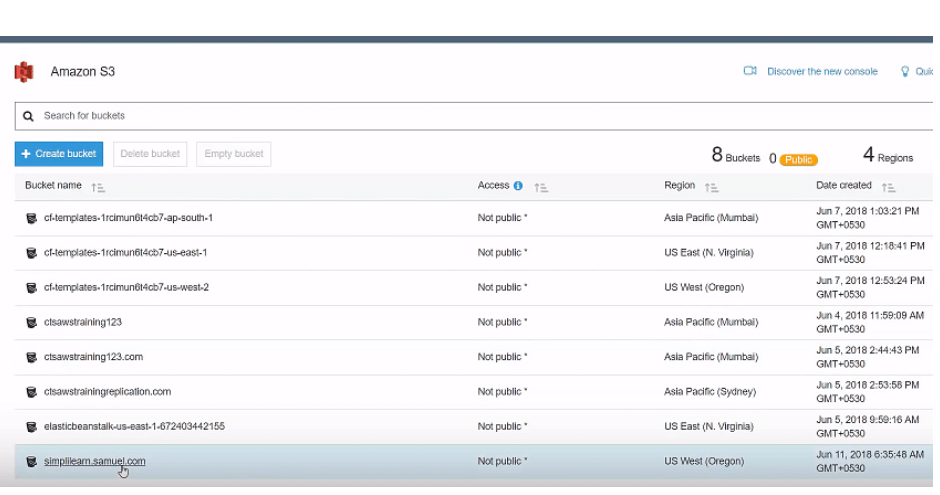 Amazon S3
Discover the new console
Search for buckets
+ Create bucket Delete bucket Empty bucket
8 Buckets 0 Public 4 Regions
Bucket name Access Region Date created
cf-templates-1rcimun6t4cb7-ap-south-1 Not public * Asia Pacific (Mumbai) Jun 7, 2018 1:03:21 PM
GMT+0530
cf-templates-1rcimun6t4cb7-us-east-1 Not public * US East (N. Virginia) Jun 7, 2018 12:18:41 PM
GMT+0530
cf-templates-1rcimun6t4cb7-us-west-2 Not public * US West (Oregon) Jun 7, 2018 12:53:24 PM
GMT+0530
ctsawstraining123 Not public * Asia Pacific (Mumbai) Jun 4, 2018 11:59:09 AM
GMT+0530
ctsawstraining123.com Not public * Asia Pacific (Mumbai) Jun 5, 2018 2:44:43 PM
GMT+0530
ctsawstrainingreplication.com Not public * Asia Pacific (Sydney) Jun 5, 2018 2:53:58 PM
GMT+0530
elasticbeanstalk-us-east-1-672403442155 Not public * US East (N. Virginia) Jun 5, 2018 9:59:16 AM
GMT+0530
simplilearn.samuel.com Not public * US West (Oregon) Jun 11, 2018 6:35:48 AM
GMT+0530